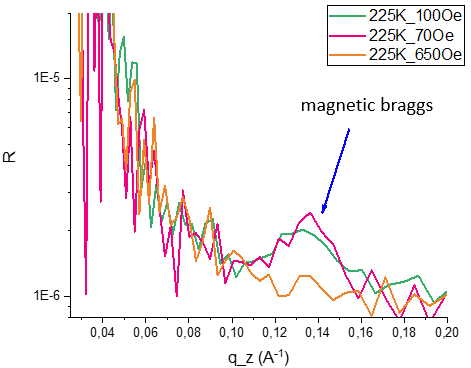 225K_100Oe
225K_70Oe
225K_650Oe
magnetic braggs
1E-5
R
1E-6
0,04 0,06 0,08 0,10 0,12 0,14 0,16 0,18 0,20
q_z (A⁻¹)